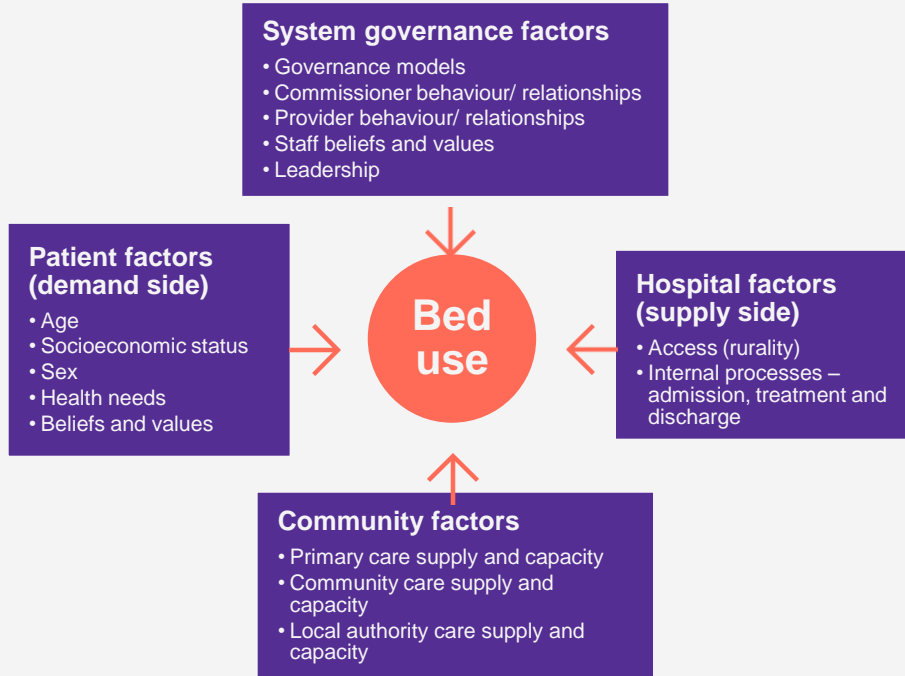 System governance factors
• Governance models
• Commissioner behaviour/ relationships
• Provider behaviour/ relationships
• Staff beliefs and values
• Leadership
Patient factors
(demand side)
• Age
• Socioeconomic status
• Sex
• Health needs
• Beliefs and values
Bed
use
Hospital factors
(supply side)
• Access (rurality)
• Internal processes –
admission, treatment and
discharge
Community factors
• Primary care supply and capacity
• Community care supply and
capacity
• Local authority care supply and
capacity